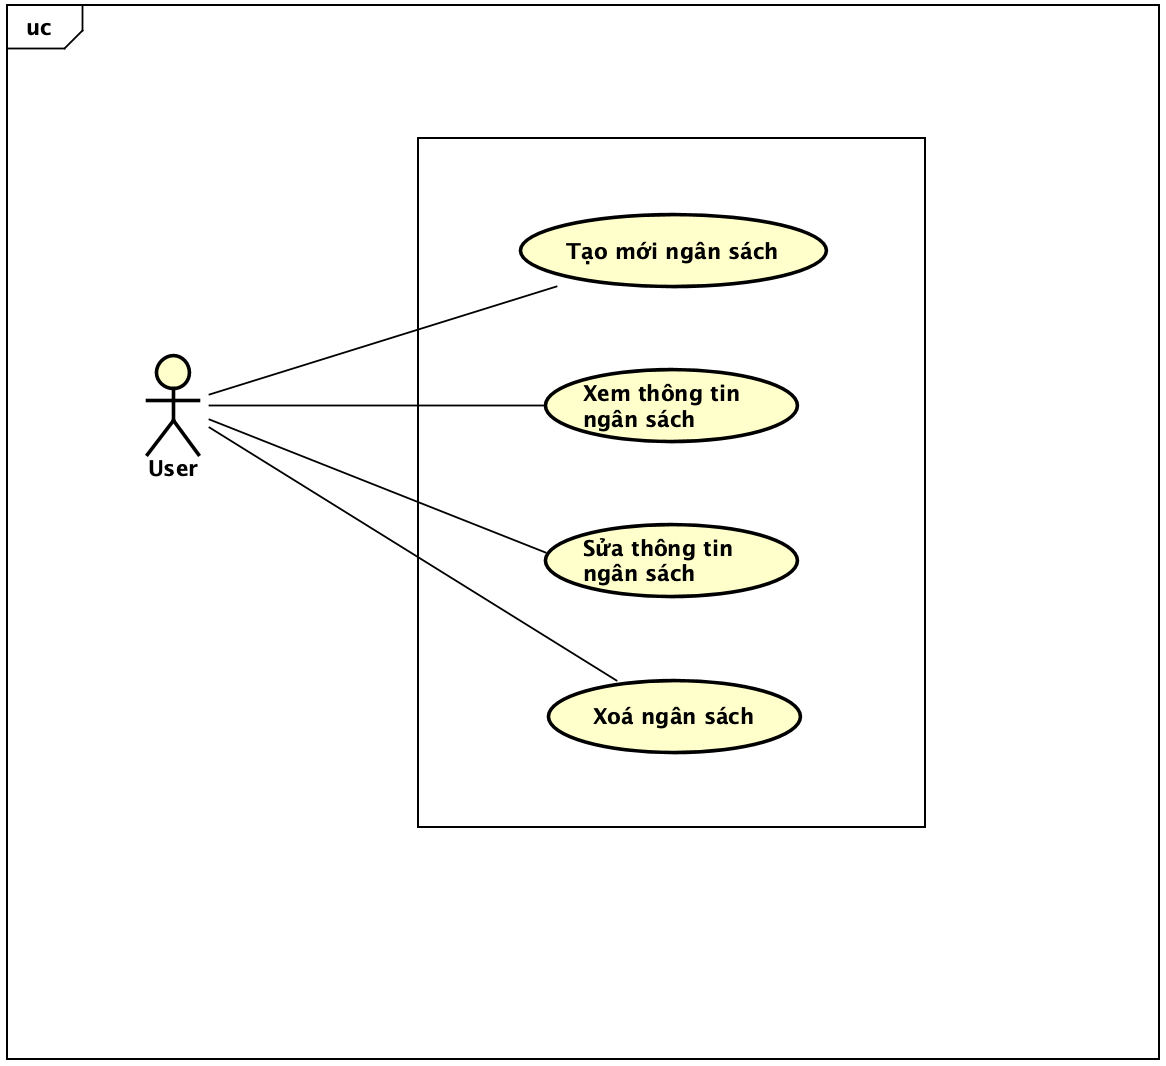 uc
Tạo mới ngân sách
Xem thông tin
ngân sách
User
Sửa thông tin
ngân sách
Xoá ngân sách